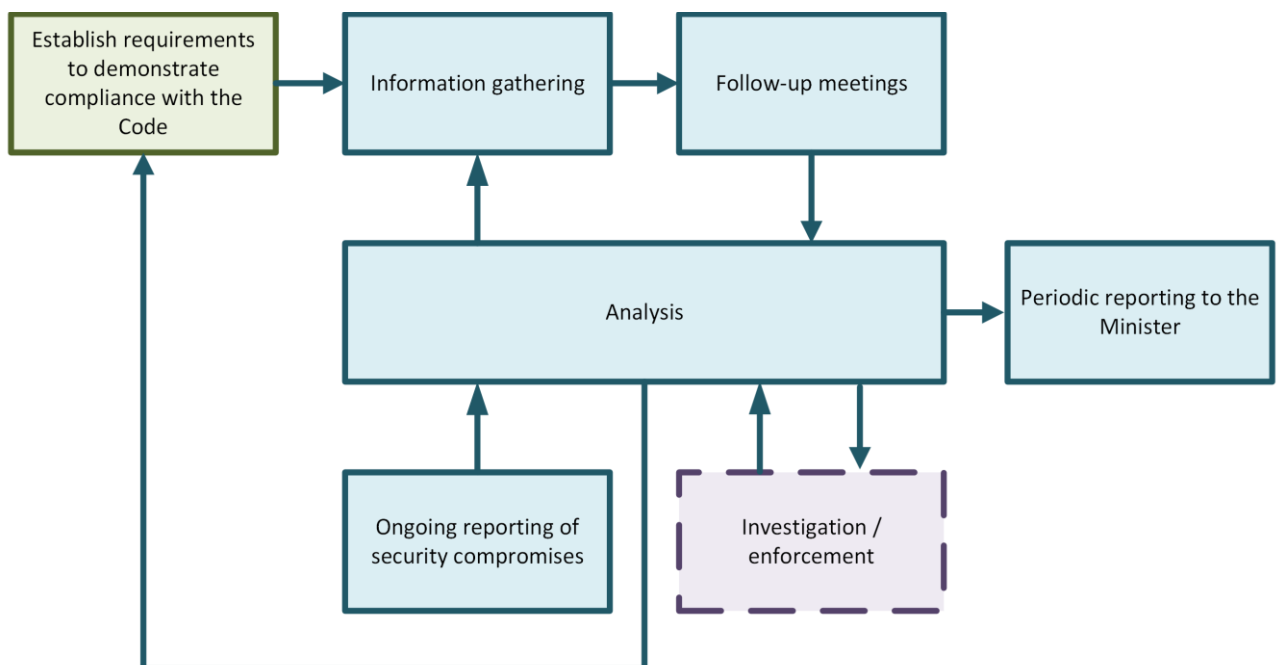 Establish requirements
to demonstrate
compliance with the
Code
Information gathering
Follow-up meetings
Analysis
Periodic reporting to the
Minister
Ongoing reporting of
security compromises
Investigation /
enforcement